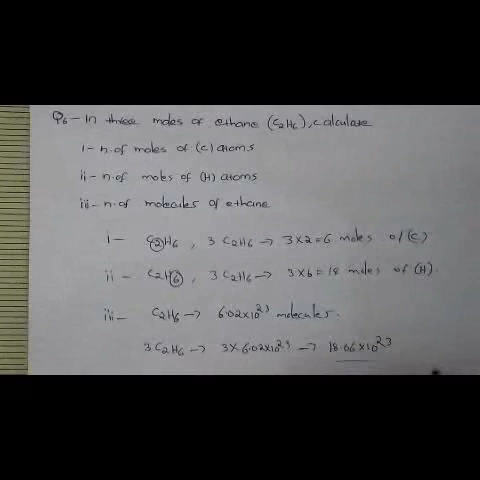 Q6- In three moles of ethane (C2H6), calculate
i- n.of moles of (C) atoms
ii- n.of moles of (H) atoms
iii- n.of molecules of ethane
i- C2H6 , 3 C2H6 → 3×2=6 moles of (C)
ii- C2H6 , 3 C2H6 → 3×6=18 moles of (H).
iii- C2H6 → 6.02×10^23 molecules.
3 C2H6 → 3×6.02×10^23 → 18.06×10^23